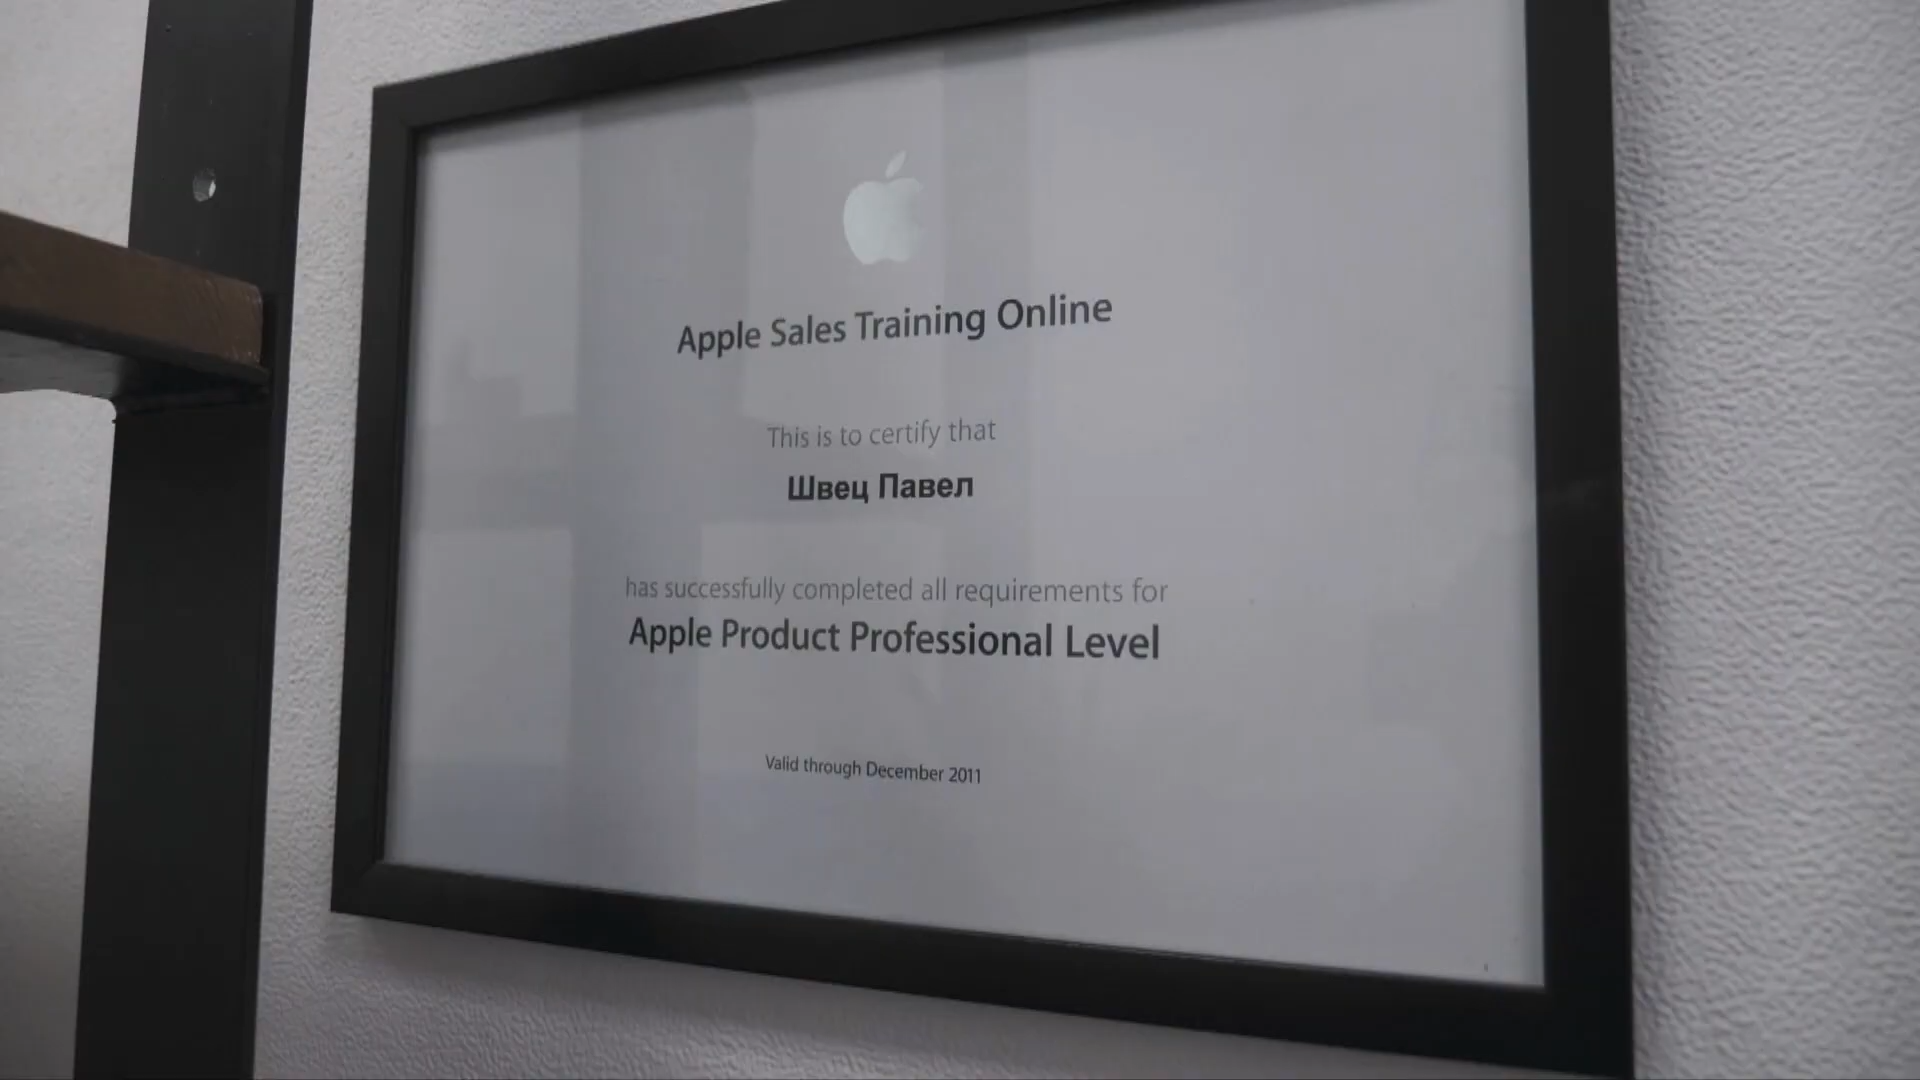 Apple Sales Training Online
This is to certify that
Швец Павел
has successfully completed all requirements for
Apple Product Professional Level
Valid through December 2011